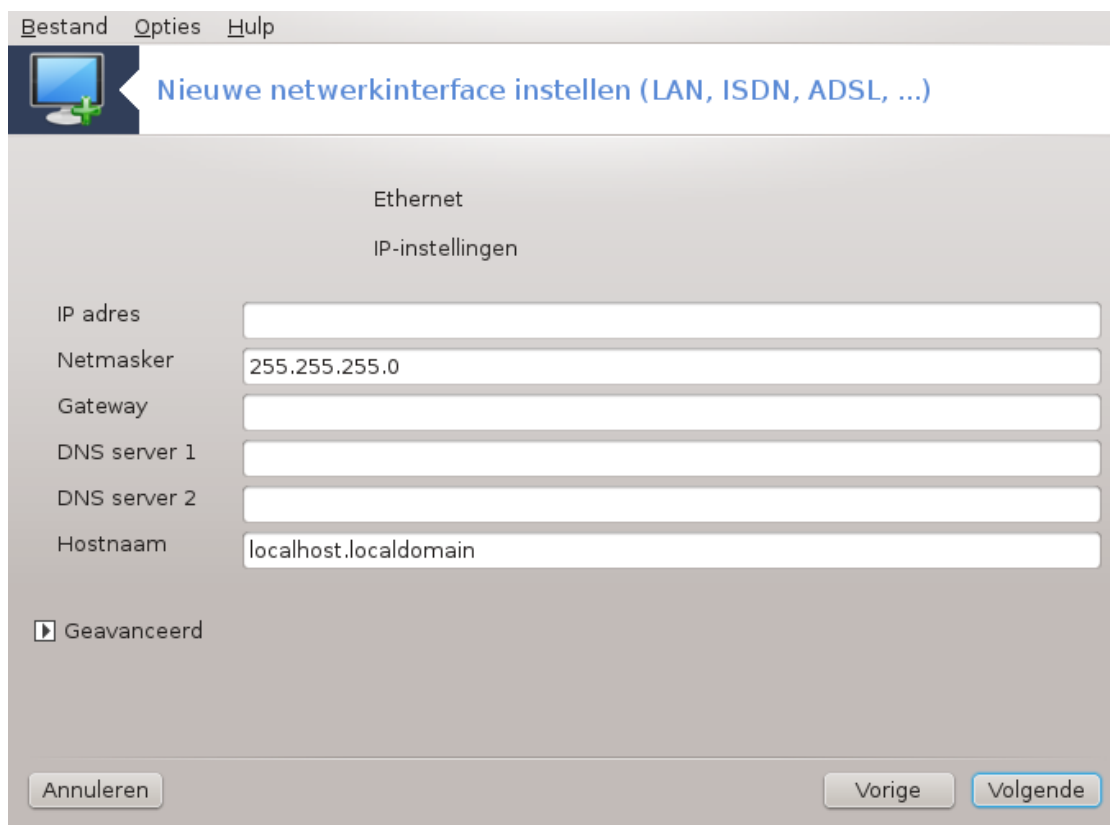 Bestand Opties Hulp
Nieuwe netwerkinterface instellen (LAN, ISDN, ADSL, ...)
Ethernet
IP-instellingen
IP adres
Netmasker 255.255.255.0
Gateway
DNS server 1
DNS server 2
Hostnaam localhost.localdomain
Geavanceerd
Annuleren Vorige Volgende